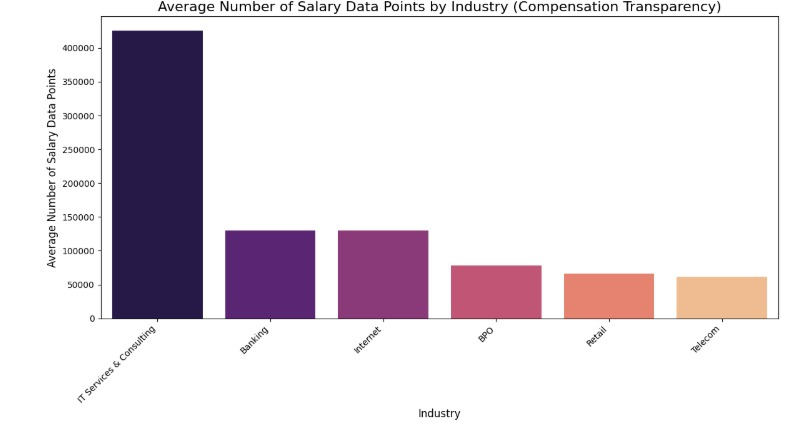 Average Number of Salary Data Points by Industry (Compensation Transparency)
Average Number of Salary Data Points
400000
350000
300000
250000
200000
150000
100000
50000
0
IT Services & Consulting
Banking
Internet
BPO
Retail
Telecom
Industry